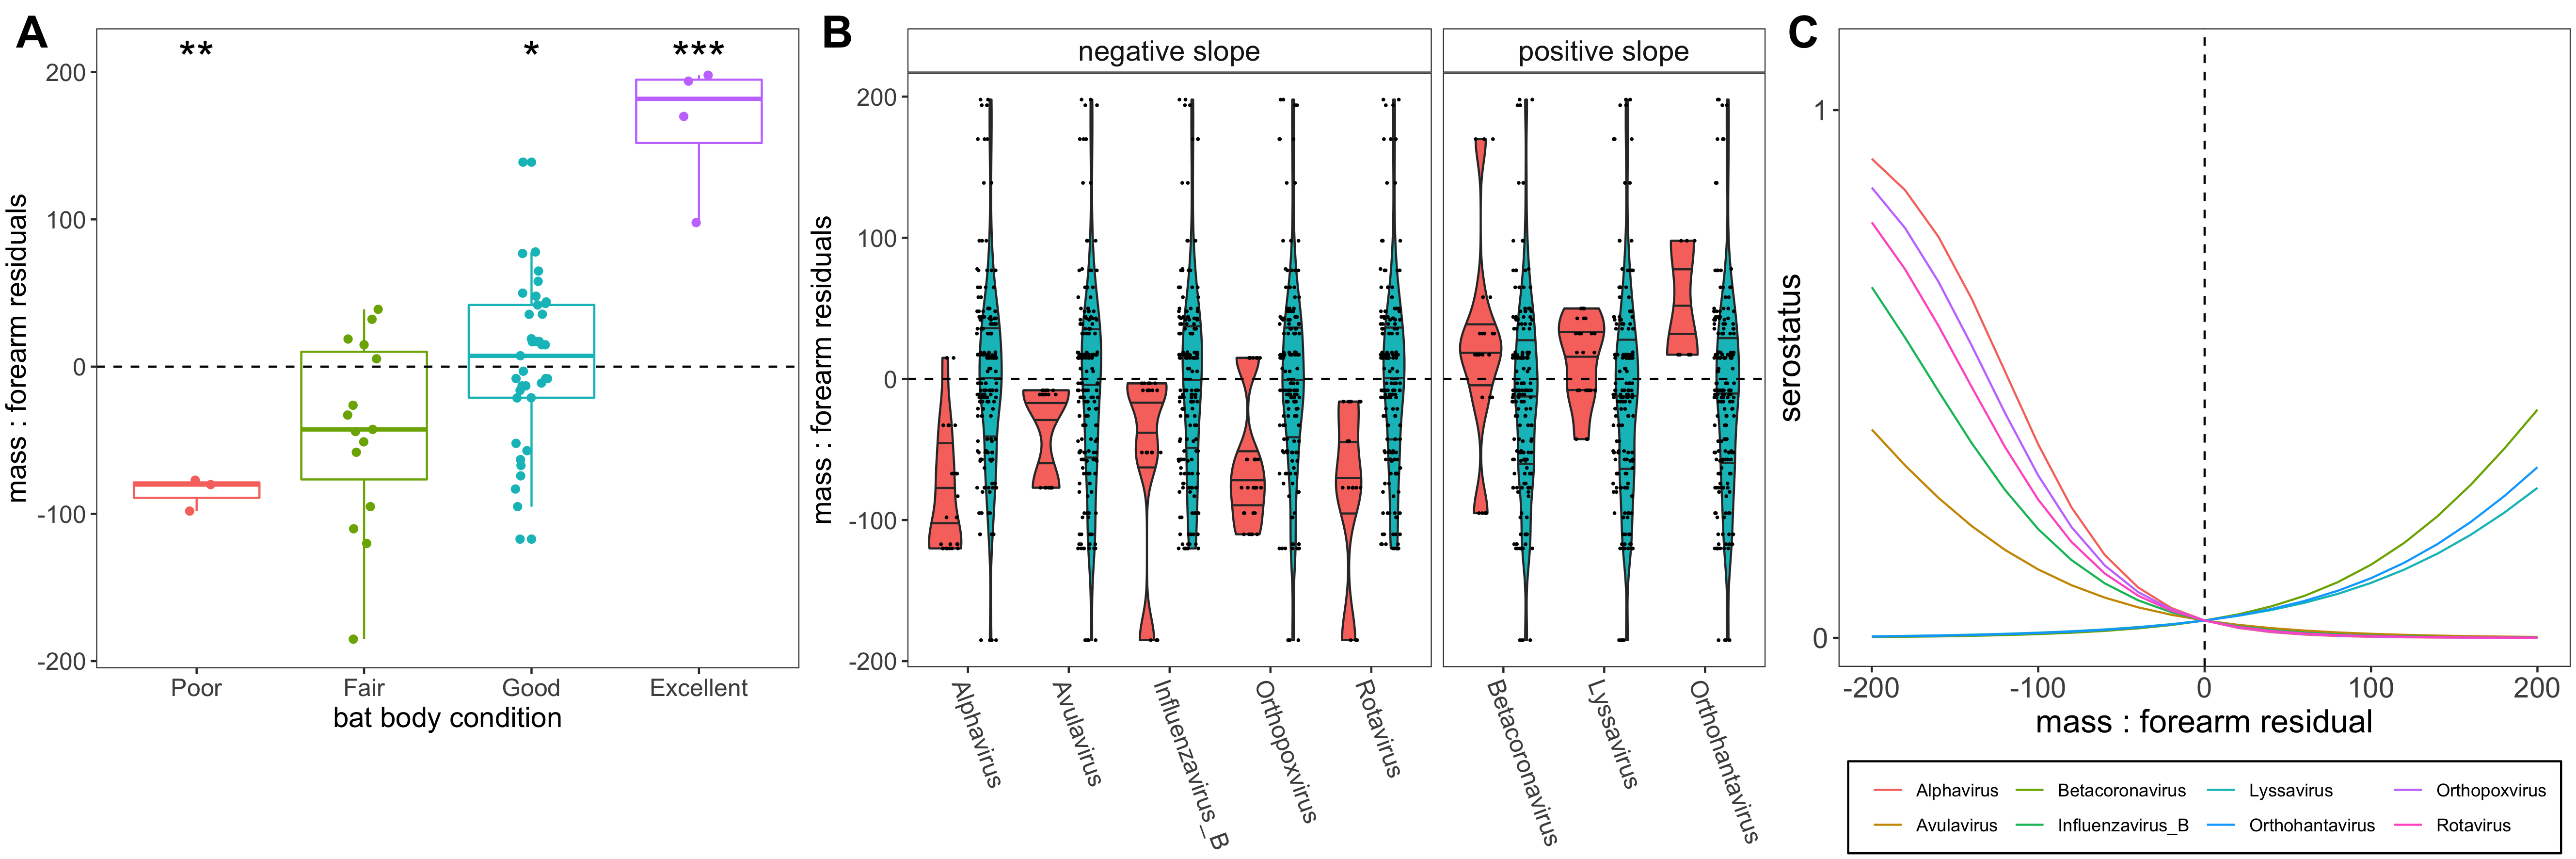 A
**
*
***
200
100
0
-100
-200
mass : forearm residuals
Poor
Fair
Good
Excellent
bat body condition
B
negative slope
positive slope
200
100
0
-100
-200
mass : forearm residuals
Alphavirus
Avulavirus
Influenzavirus_B
Orthopoxvirus
Rotavirus
Betacoronavirus
Lyssavirus
Orthohantavirus
C
1
0
serostatus
-200
-100
0
100
200
mass : forearm residual
Alphavirus
Betacoronavirus
Lyssavirus
Orthopoxvirus
Avulavirus
Influenzavirus_B
Orthohantavirus
Rotavirus